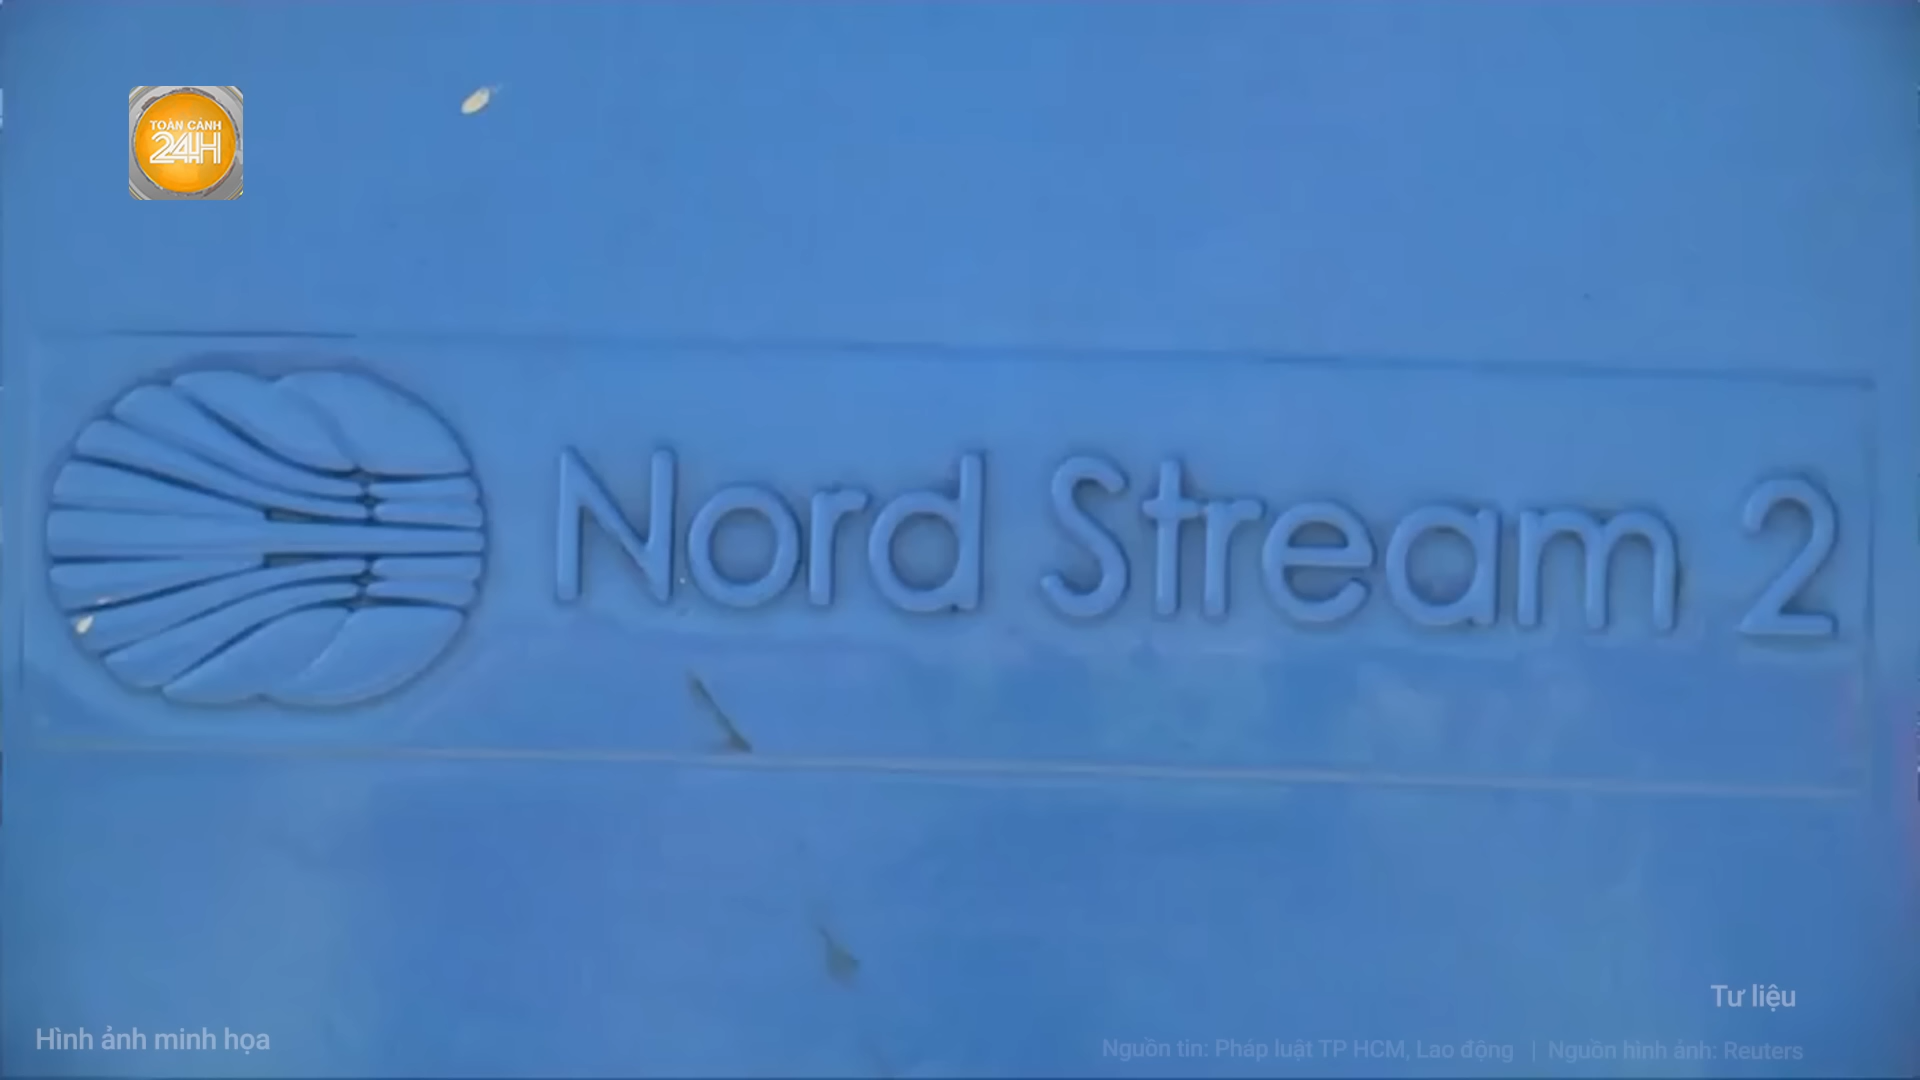 TOÀN CẢNH
24H
Nord Stream 2
Tư liệu
Hình ảnh minh họa
Nguồn tin: Pháp luật TP HCM, Lao động | Nguồn hình ảnh: Reuters